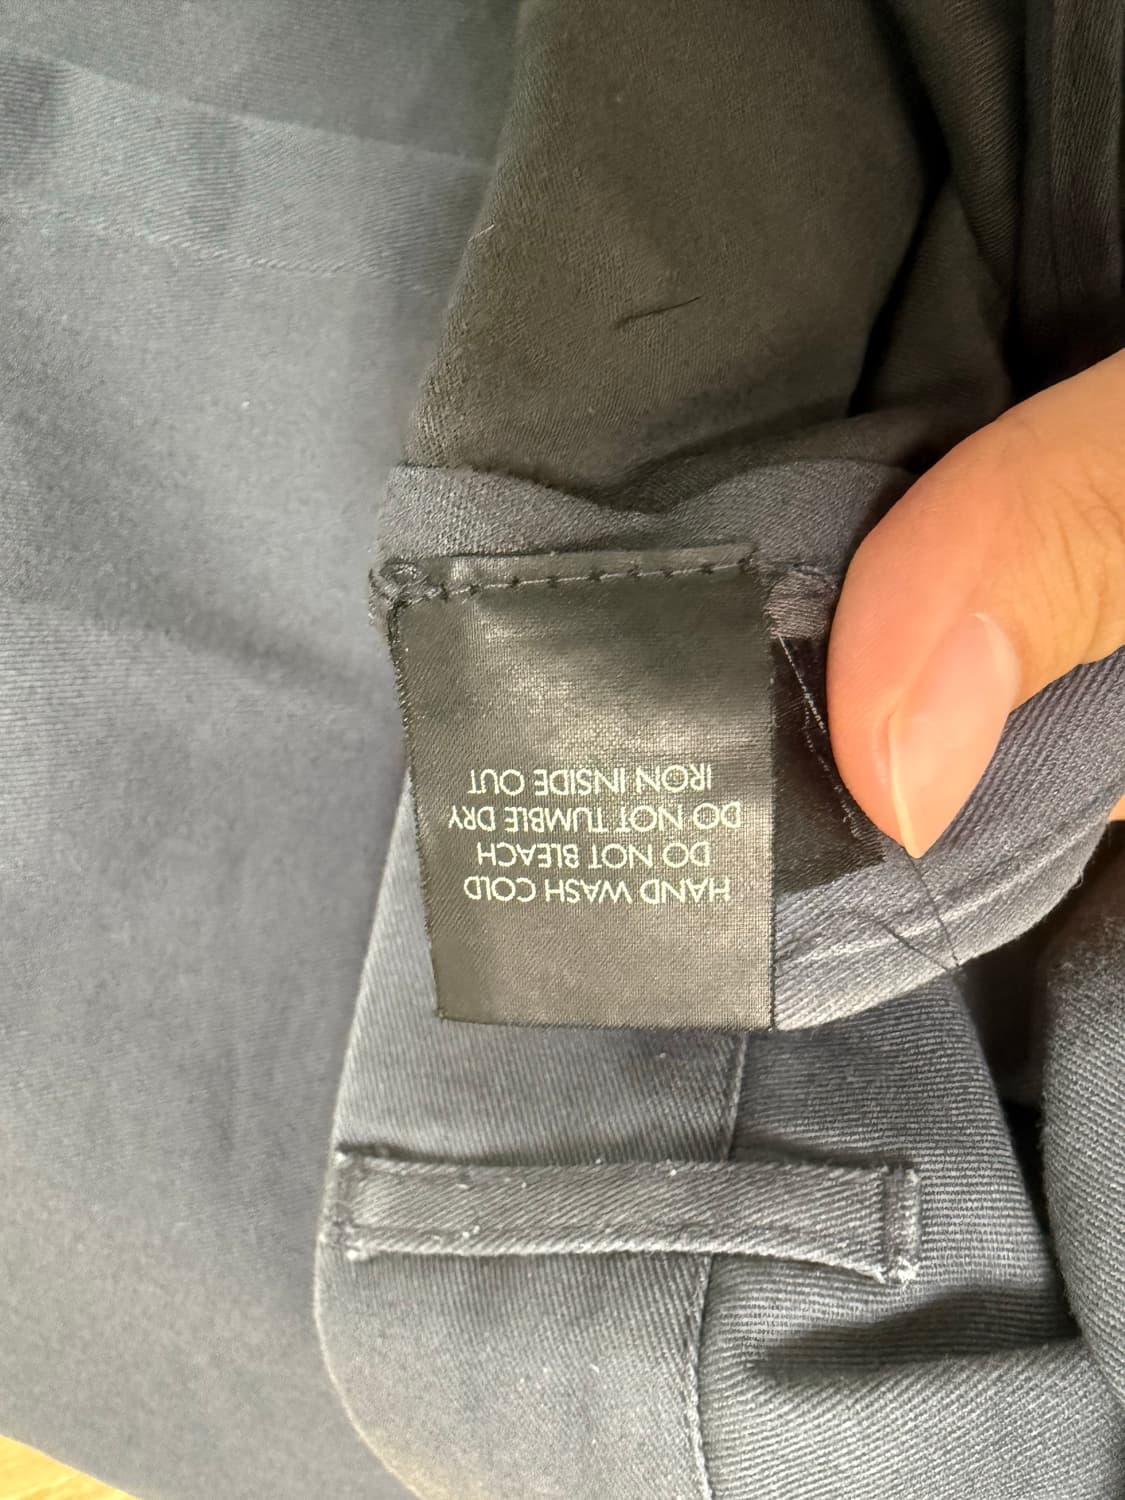 HAND WASH COLD
DO NOT BLEACH
DO NOT TUMBLE DRY
IRON INSIDE OUT